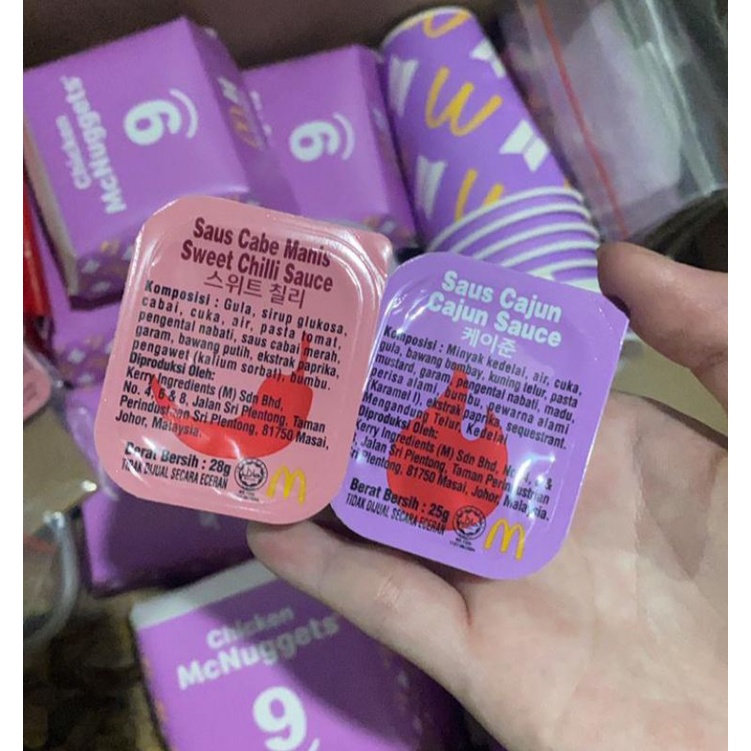 Chicken
McNuggets®
9
9
Saus Cabe Manis
Sweet Chilli Sauce
스위트 칠리
Komposisi : Gula, sirup glukosa,
cabai, cuka, air, pasta tomat,
pengental nabati, saus cabai merah,
garam, bawang putih, ekstrak paprika,
pengawet (kalium sorbat), bumbu.
Diproduksi Oleh:
Kerry Ingredients (M) Sdn Bhd,
No. 4, 6 & 8, Jalan Sri Plentong, Taman
Perindustrian Sri Plentong, 81750 Masai,
Johor, Malaysia.
Berat Bersih : 28g
TIDAK DIJUAL SECARA ECERAN
Saus Cajun
Cajun Sauce
케이준
Komposisi : Minyak kedelai, air, cuka,
gula, bawang bombay, kuning telur, pasta
mustard, garam, pengental nabati, madu,
perisa alami, bumbu, pewarna alami
Karamel I), ekstrak paprika, sequestrant.
Mengandung Telur, Kedelai
Diproduksi Oleh:
Kerry Ingredients (M) Sdn Bhd, No. 4, 6 &
Jalan Sri Plentong, Taman Perindustrian
Sri Plentong, 81750 Masai, Johor, Malaysia.
Berat Bersih : 25g
TIDAK DIJUAL SECARA ECERAN
Chicken
McNuggets®
9